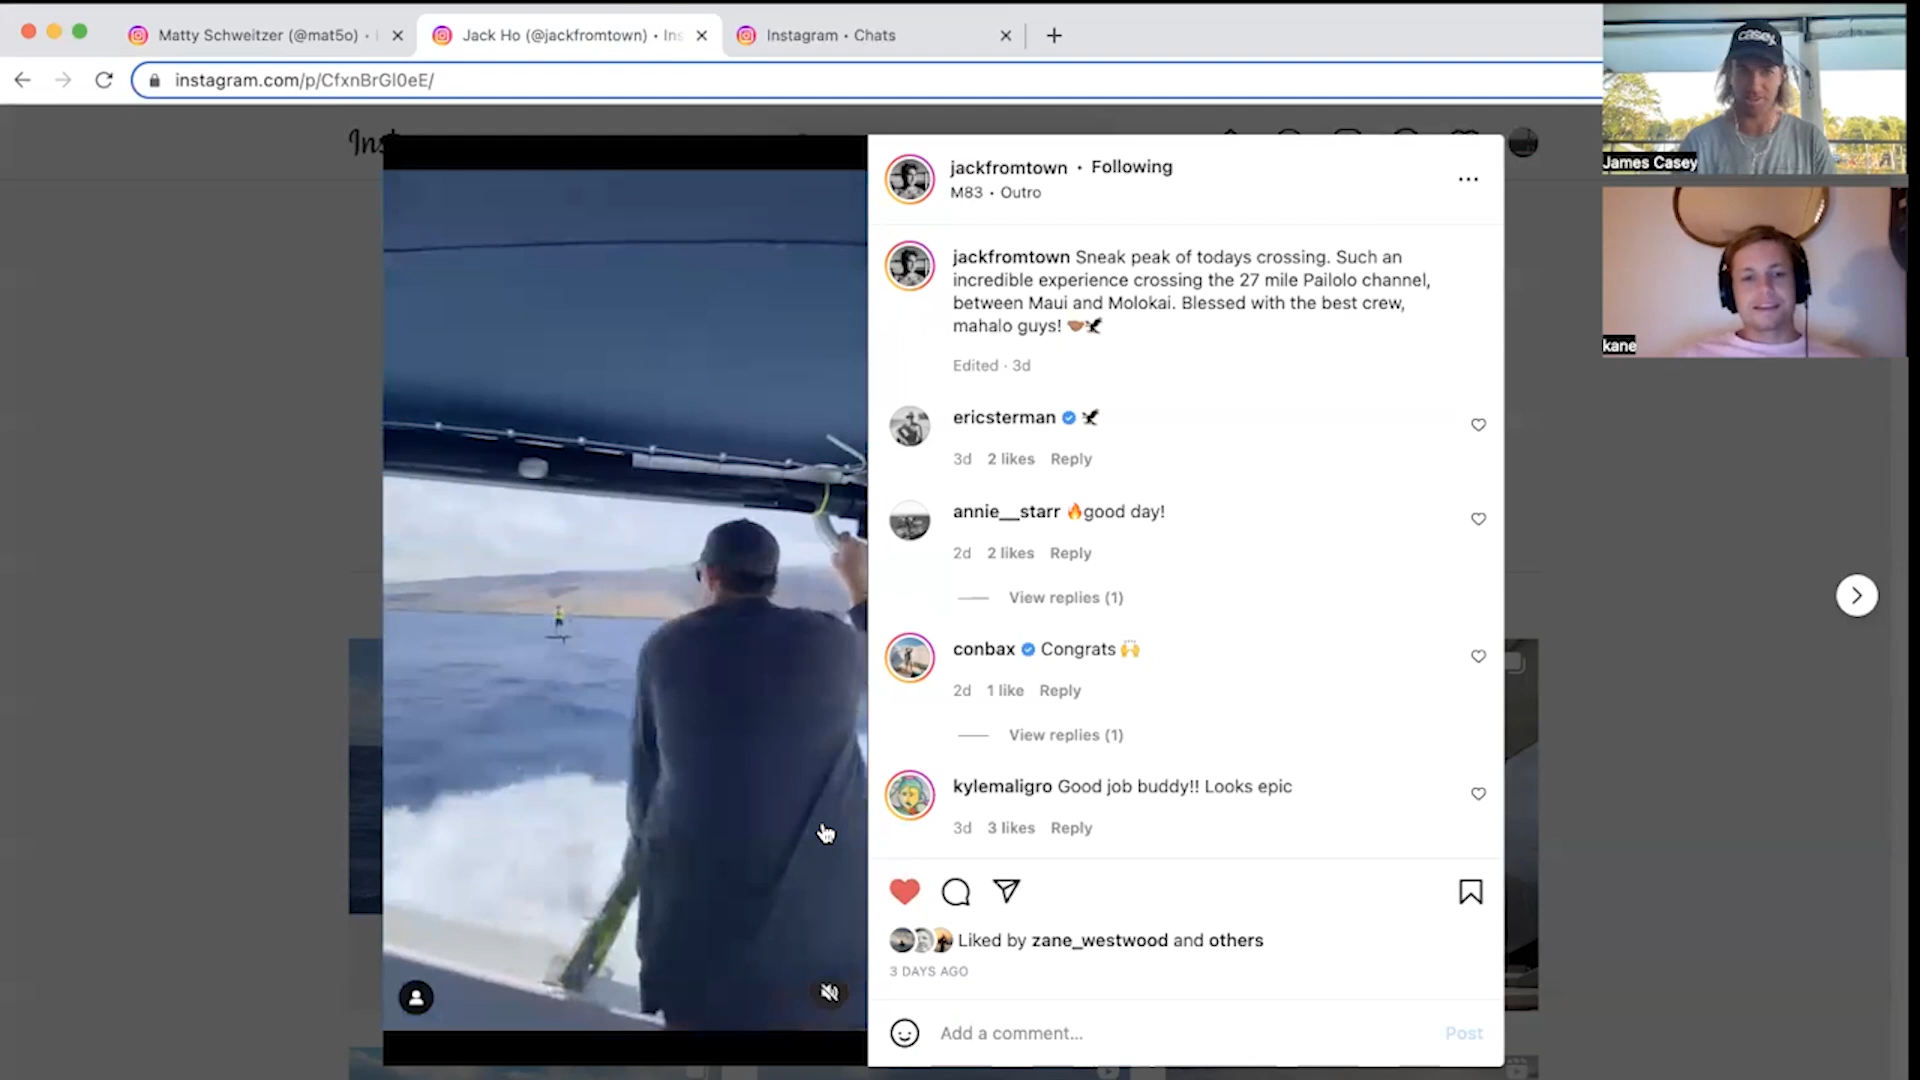 Matty Schweitzer (@mat5o) •
Jack Ho (@jackfromtown) • Ins
Instagram • Chats
instagram.com/p/CfxnBrGl0eE/
casey
James Casey
kane
Ins
jackfromtown • Following
M83 • Outro
jackfromtown Sneak peak of todays crossing. Such an
incredible experience crossing the 27 mile Pailolo channel,
between Maui and Molokai. Blessed with the best crew,
mahalo guys!
Edited · 3d
ericsterman
3d 2 likes Reply
annie__starr 🔥good day!
2d 2 likes Reply
View replies (1)
conbax Congrats 🙌
2d 1 like Reply
View replies (1)
kylemaligro Good job buddy!! Looks epic
3d 3 likes Reply
Liked by zane_westwood and others
3 DAYS AGO
Add a comment...
Post